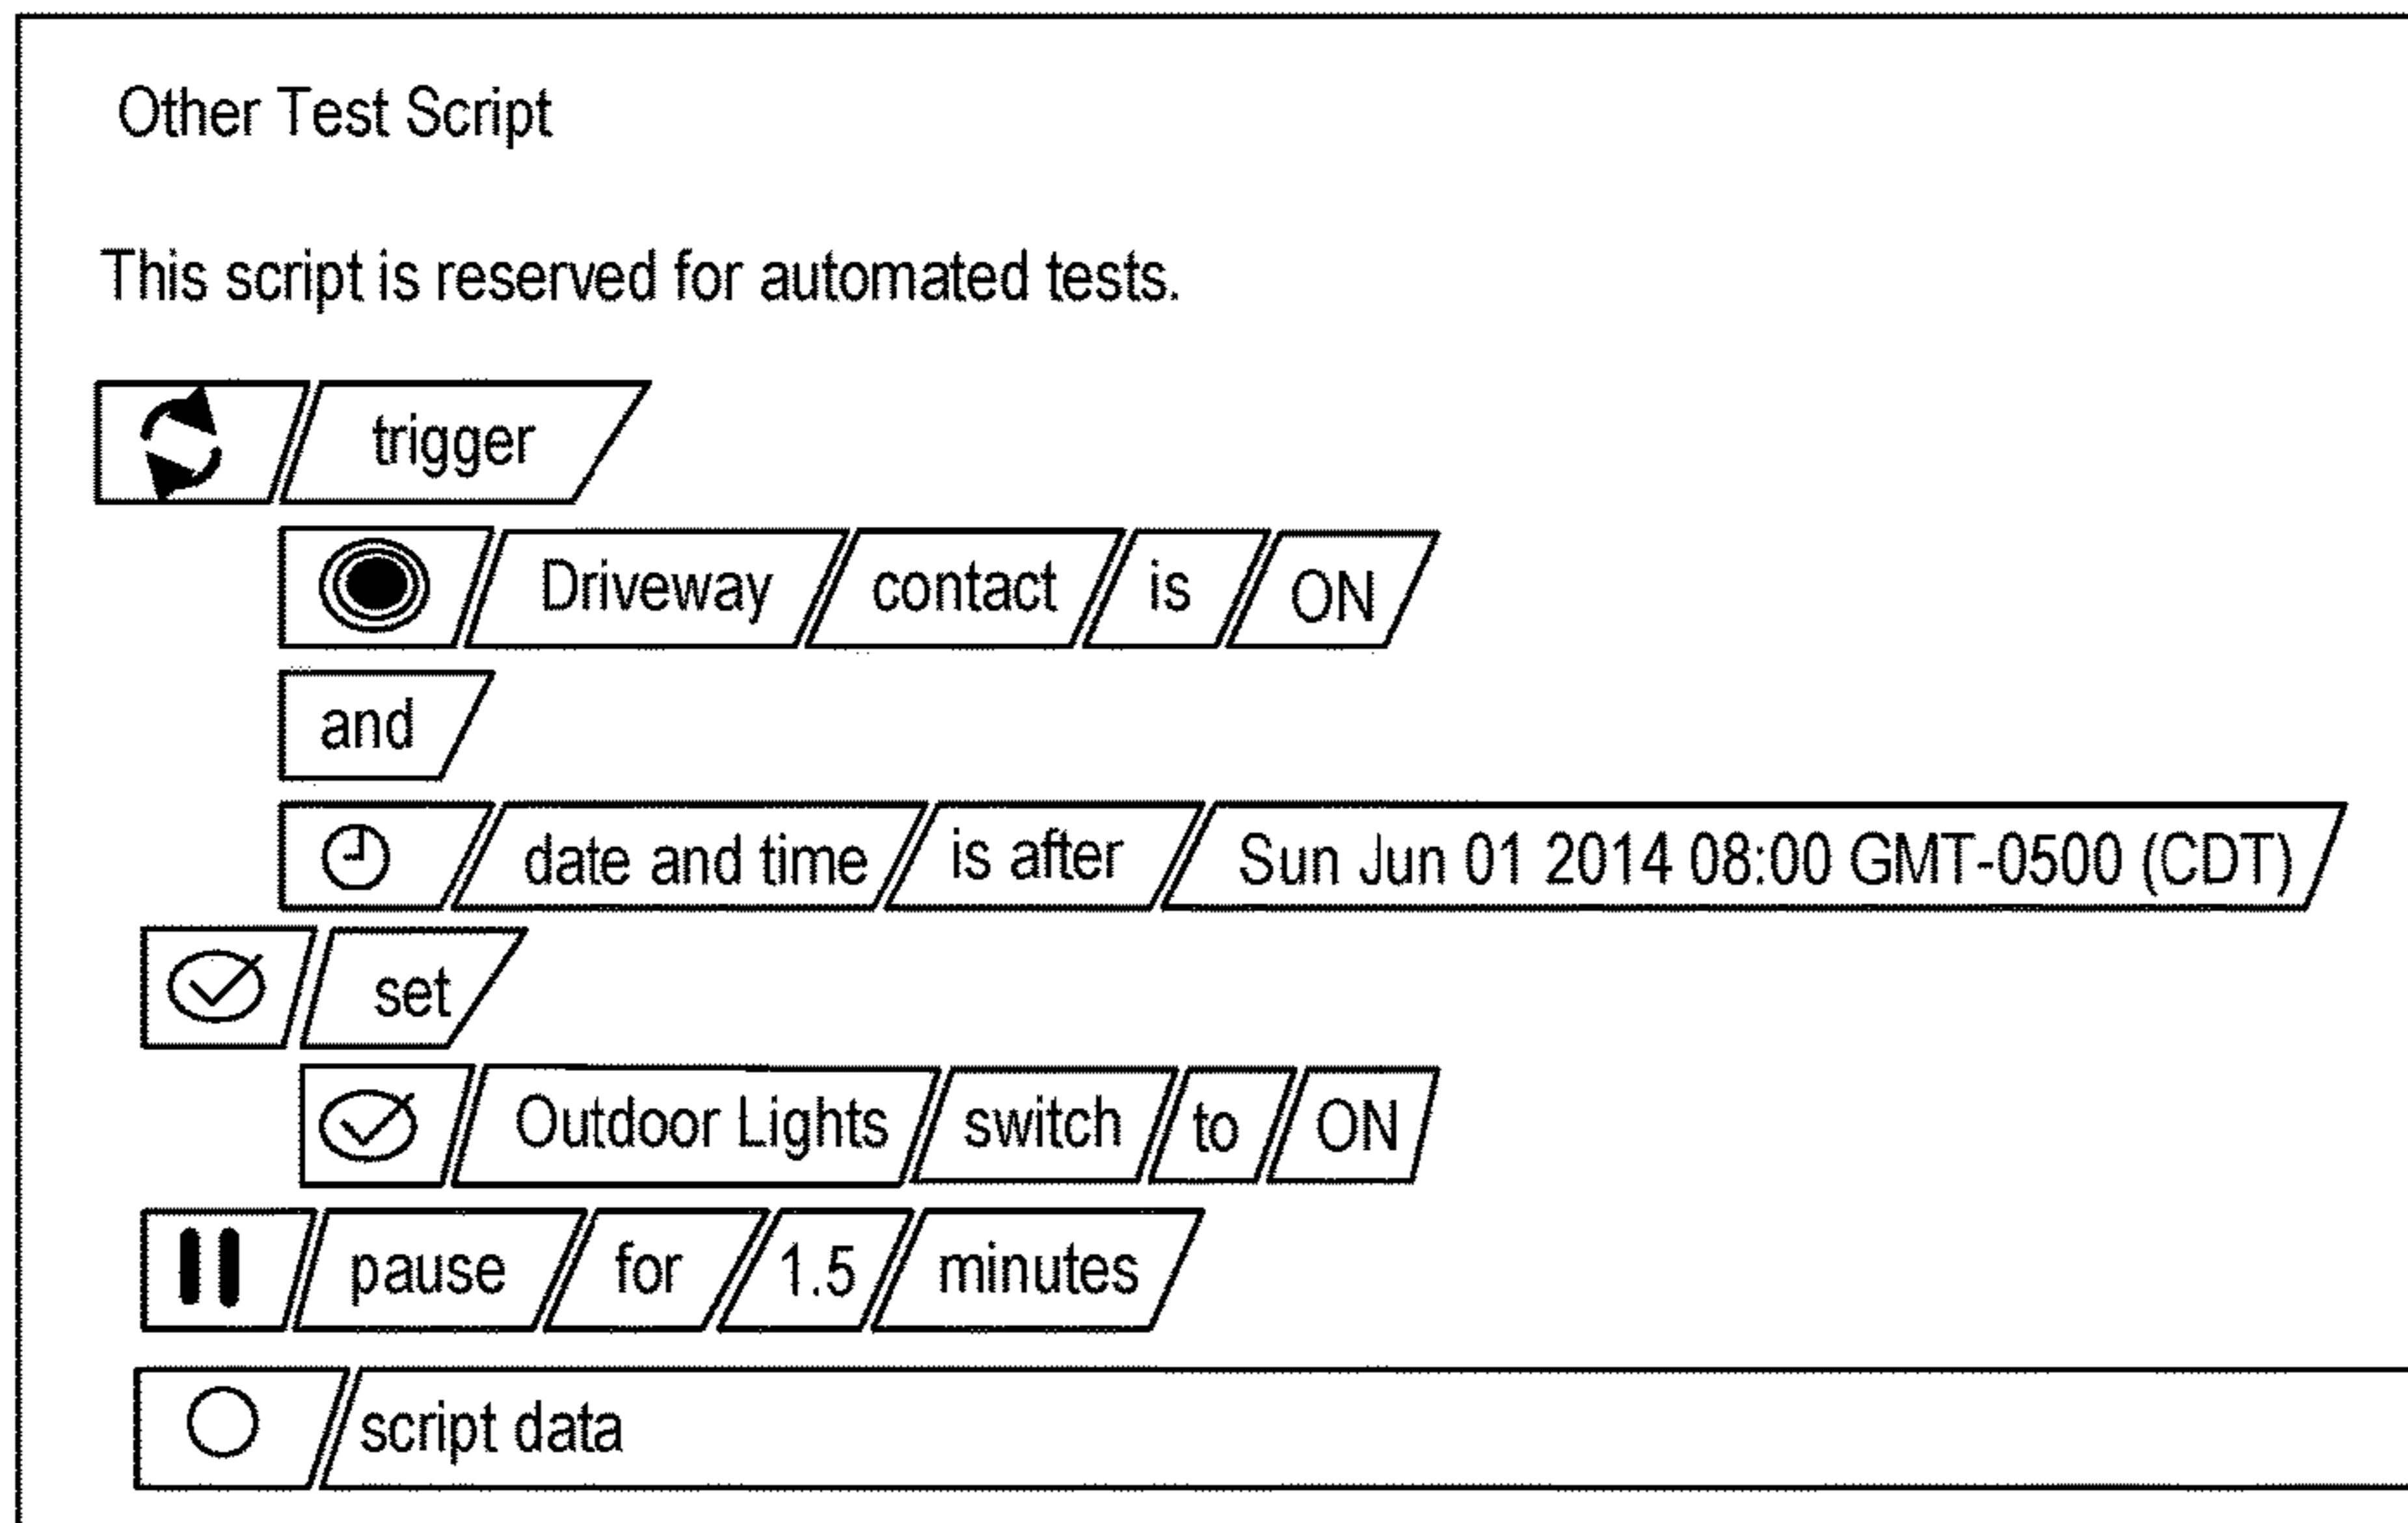 Other Test Script
This script is reserved for automated tests.
trigger
Driveway contact is ON
and
date and time is after Sun Jun 01 2014 08:00 GMT-0500 (CDT)
set
Outdoor Lights switch to ON
pause for 1.5 minutes
script data